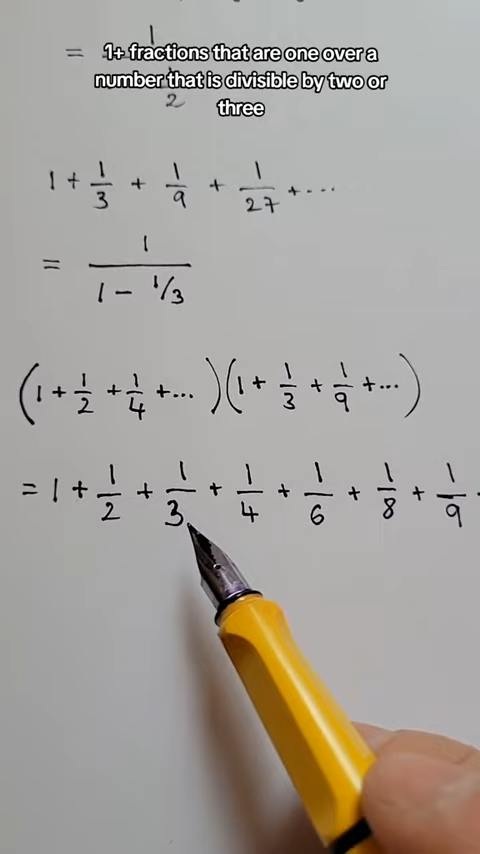 = 1
2
1+ fractions that are one over a
number that is divisible by two or
three
1 + 1/3 + 1/9 + 1/27 + ...
= 1/(1 - 1/3)
(1 + 1/2 + 1/4 + ...)(1 + 1/3 + 1/9 + ...)
= 1 + 1/2 + 1/3 + 1/4 + 1/6 + 1/8 + 1/9